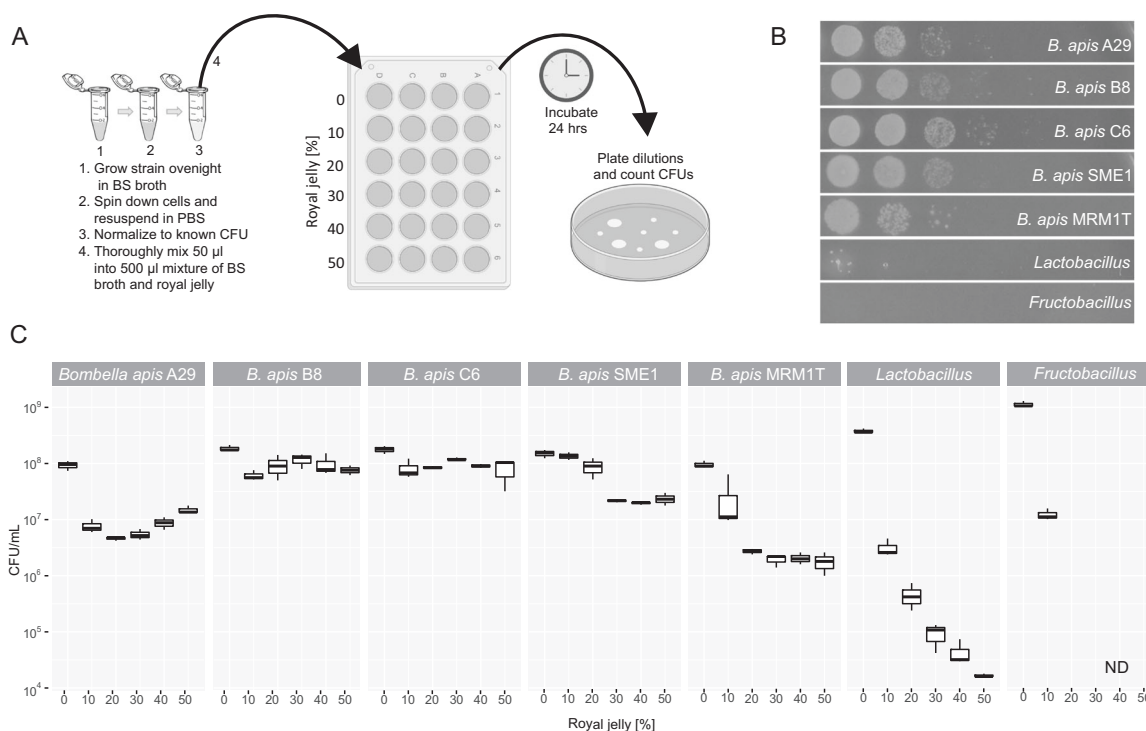 A
4
1 2 3
1. Grow strain overnight
in BS broth
2. Spin down cells and
resuspend in PBS
3. Normalize to known CFU
4. Thoroughly mix 50 µl
into 500 µl mixture of BS
broth and royal jelly
Royal jelly [%]
0
10
20
30
40
50
D C B A
1
2
3
4
5
6
Incubate
24 hrs
Plate dilutions
and count CFUs
B
B. apis A29
B. apis B8
B. apis C6
B. apis SME1
B. apis MRM1T
Lactobacillus
Fructobacillus
C
Bombella apis A29 B. apis B8 B. apis C6 B. apis SME1 B. apis MRM1T Lactobacillus Fructobacillus
CFU/mL
10⁹
10⁸
10⁷
10⁶
10⁵
10⁴
ND
0 10 20 30 40 50 0 10 20 30 40 50 0 10 20 30 40 50 0 10 20 30 40 50 0 10 20 30 40 50 0 10 20 30 40 50 0 10 20 30 40 50
Royal jelly [%]